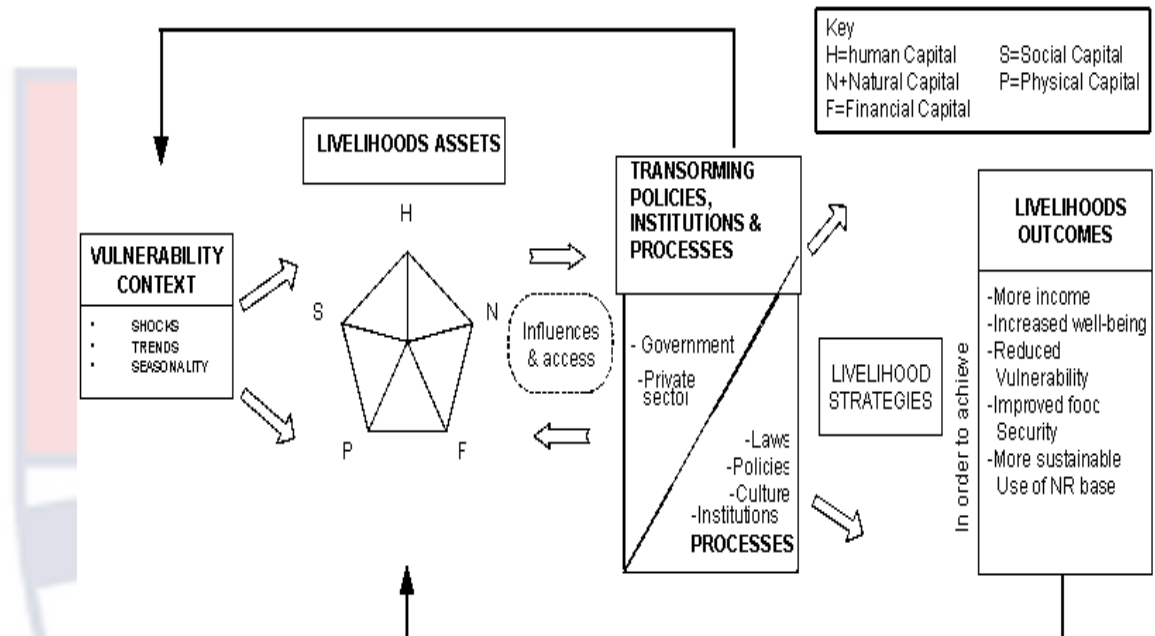 Key
H=human Capital S=Social Capital
N+Natural Capital P=Physical Capital
F=Financial Capital
LIVELIHOODS ASSETS
H
S
N
P
F
VULNERABILITY
CONTEXT
· SHOCKS
· TRENDS
· SEASONALITY
Influences
& access
TRANSORMING
POLICIES,
INSTITUTIONS &
PROCESSES
- Government
-Private
sector
-Laws
-Policies
-Culture
-Institutions
PROCESSES
LIVELIHOOD
STRATEGIES
In order to achieve
LIVELIHOODS
OUTCOMES
-More income
-Increased well-being
-Reduced
Vulnerability
-Improved food
Security
-More sustainable
Use of NR base